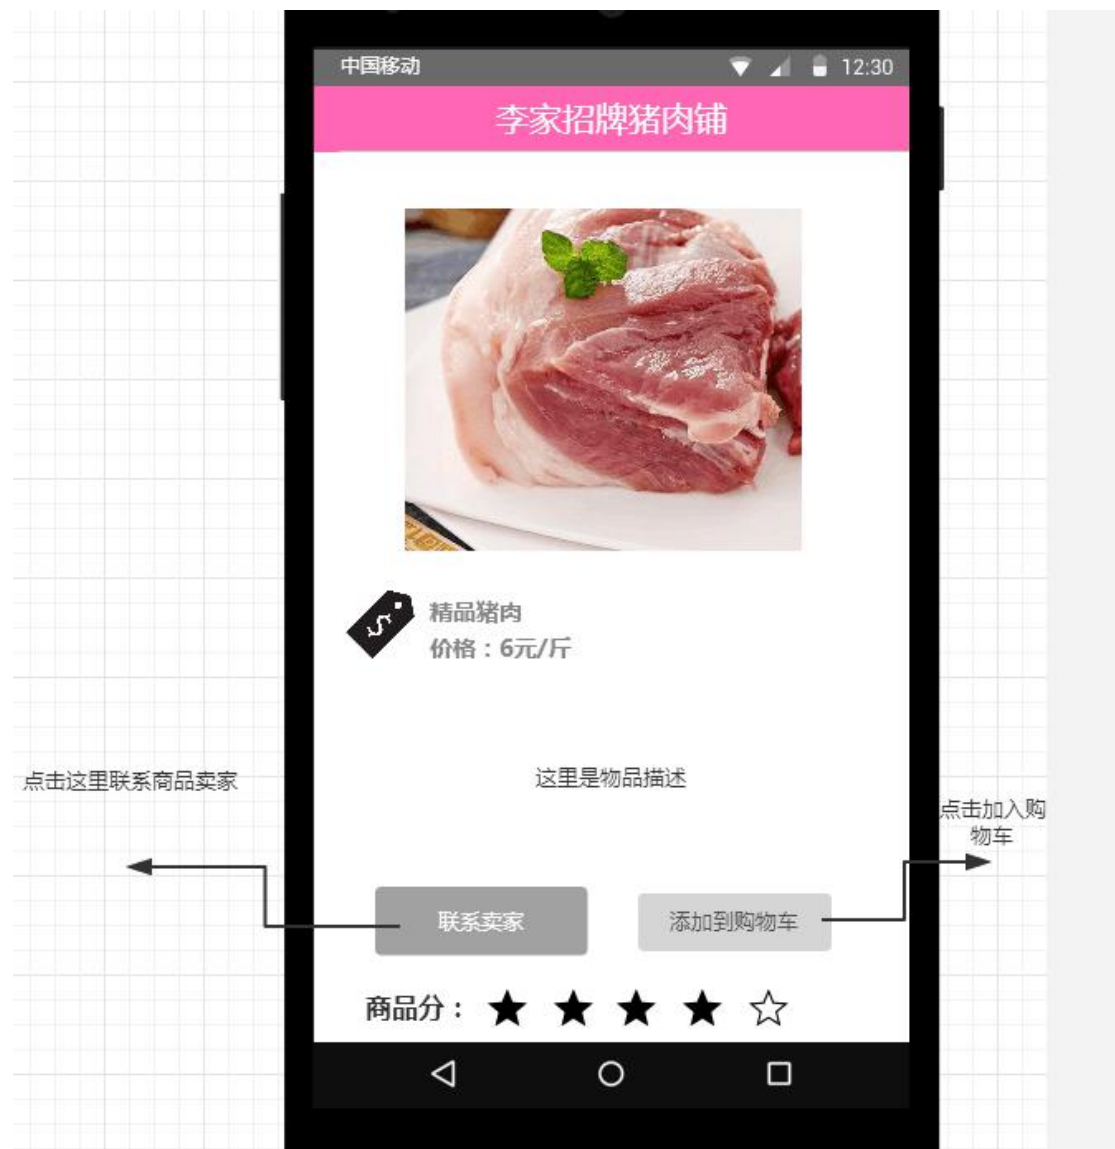 中国移动 12:30
李家招牌猪肉铺
精品猪肉
价格：6元/斤
点击这里联系商品卖家
这里是物品描述
点击加入购
物车
联系卖家
添加到购物车
商品分：